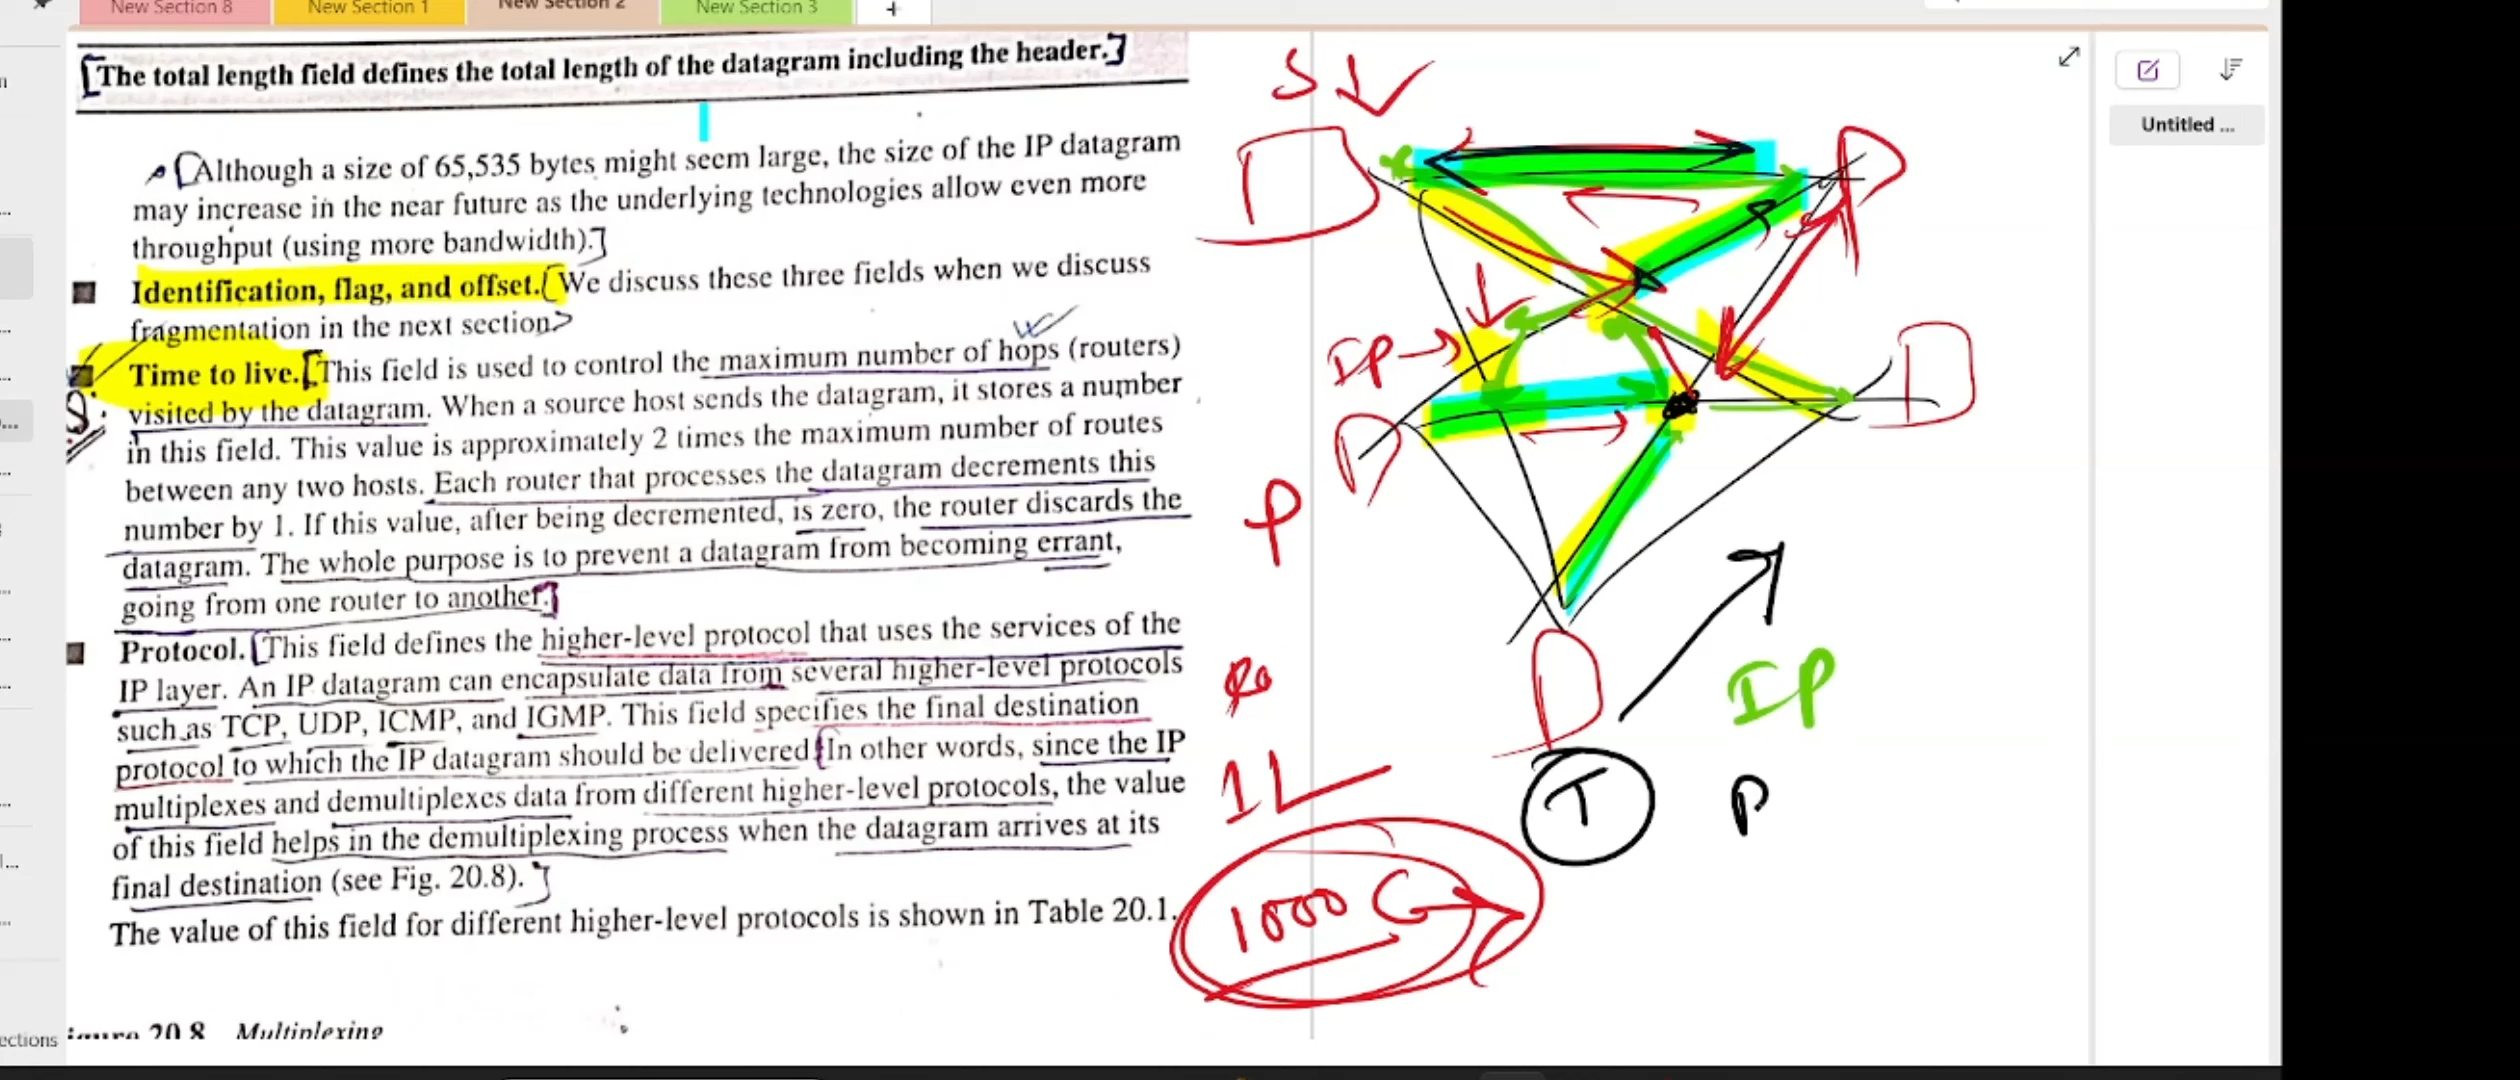 New Section 8
New Section 1
New Section 2
New Section 3
+
Untitled ...
The total length field defines the total length of the datagram including the header.
Although a size of 65,535 bytes might seem large, the size of the IP datagram
may increase in the near future as the underlying technologies allow even more
throughput (using more bandwidth).
Identification, flag, and offset. We discuss these three fields when we discuss
fragmentation in the next section.
Time to live. This field is used to control the maximum number of hops (routers)
visited by the datagram. When a source host sends the datagram, it stores a number
in this field. This value is approximately 2 times the maximum number of routes
between any two hosts. Each router that processes the datagram decrements this
number by 1. If this value, after being decremented, is zero, the router discards the
datagram. The whole purpose is to prevent a datagram from becoming errant,
going from one router to another.
Protocol. This field defines the higher-level protocol that uses the services of the
IP layer. An IP datagram can encapsulate data from several higher-level protocols
such as TCP, UDP, ICMP, and IGMP. This field specifies the final destination
protocol to which the IP datagram should be delivered. In other words, since the IP
multiplexes and demultiplexes data from different higher-level protocols, the value
of this field helps in the demultiplexing process when the datagram arrives at its
final destination (see Fig. 20.8).
The value of this field for different higher-level protocols is shown in Table 20.1.
20.8 Multiplexing
ections
S
IP
P
1L
1000 G
T
IP
P